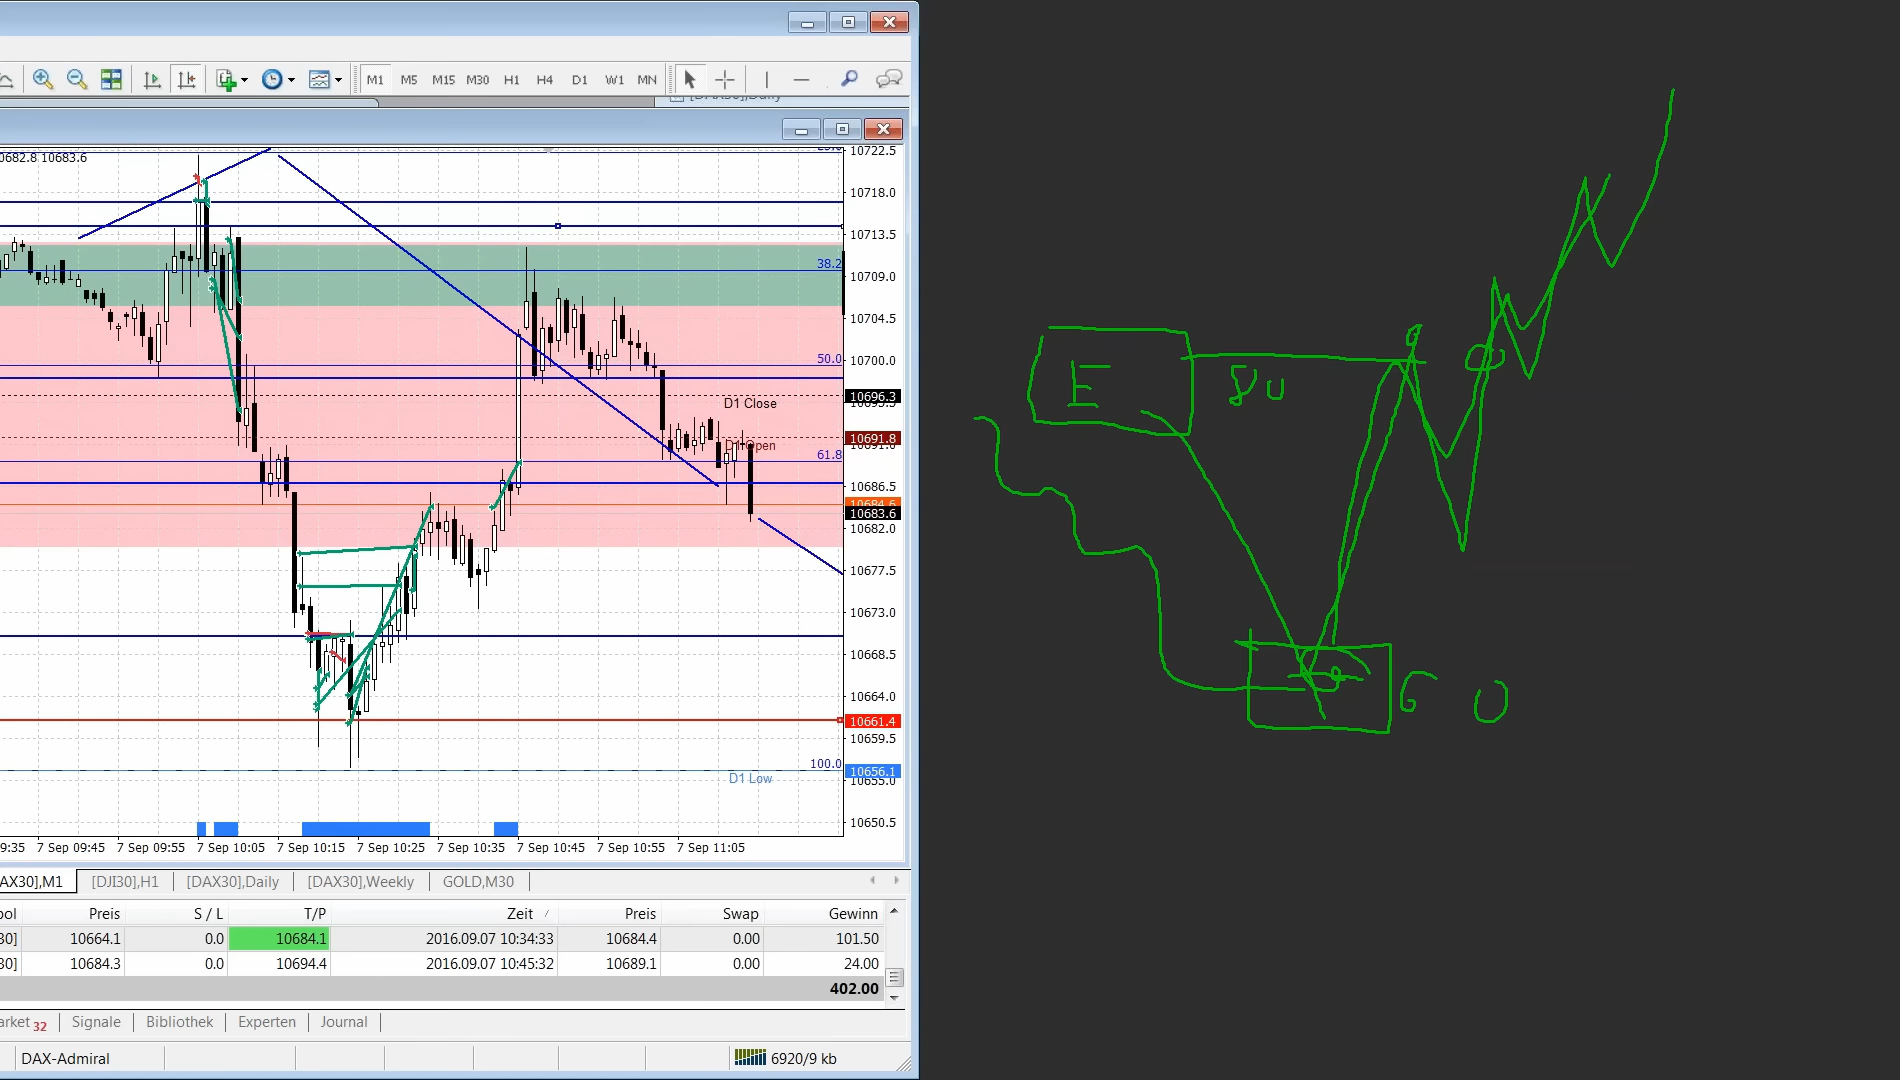 M1 M5 M15 M30 H1 H4 D1 W1 MN
10722.5
10718.0
10713.5
38.2
10709.0
10704.5
50.0
10700.0
D1 Close
10696.3
D1 Open
10691.8
61.8
10686.5
10684.6
10683.6
10682.0
10677.5
10673.0
10668.5
10664.0
10661.4
10659.5
100.0
10656.1
D1 Low
10655.0
10650.5
9:35 7 Sep 09:45 7 Sep 09:55 7 Sep 10:05 7 Sep 10:15 7 Sep 10:25 7 Sep 10:35 7 Sep 10:45 7 Sep 10:55 7 Sep 11:05
AX30],M1 [DJI30],H1 [DAX30],Daily [DAX30],Weekly GOLD,M30
ool Preis S / L T/P Zeit / Preis Swap Gewinn
30] 10664.1 0.0 10684.1 2016.09.07 10:34:33 10684.4 0.00 101.50
30] 10684.3 0.0 10694.4 2016.09.07 10:45:32 10689.1 0.00 24.00
402.00
arket 32 Signale Bibliothek Experten Journal
DAX-Admiral 6920/9 kb
E